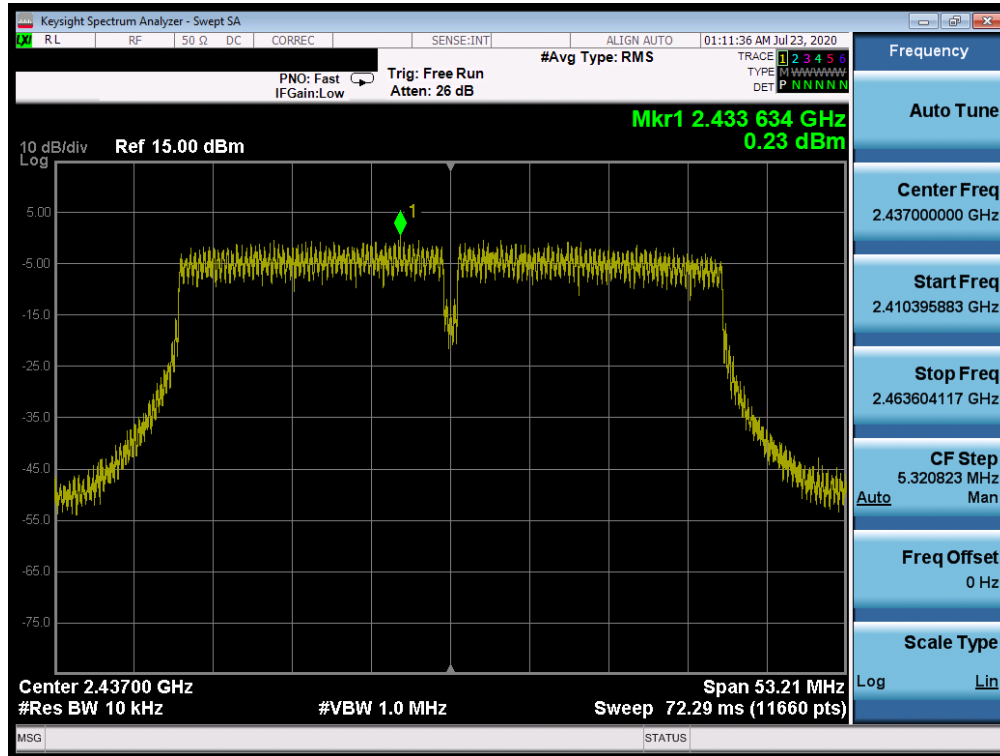 Keysight Spectrum Analyzer - Swept SA
LXI RL RF 50 Ω DC CORREC SENSE:INT ALIGN AUTO 01:11:36 AM Jul 23, 2020
Frequency
PNO: Fast
IFGain:Low
Trig: Free Run
Atten: 26 dB
#Avg Type: RMS
TRACE 1 2 3 4 5 6
TYPE M WWWWW
DET P N N N N N
Auto Tune
Mkr1 2.433 634 GHz
0.23 dBm
10 dB/div Ref 15.00 dBm
Log
1
5.00
-5.00
-15.0
-25.0
-35.0
-45.0
-55.0
-65.0
-75.0
Center Freq
2.437000000 GHz
Start Freq
2.410395883 GHz
Stop Freq
2.463604117 GHz
CF Step
5.320823 MHz
Auto Man
Freq Offset
0 Hz
Scale Type
Log Lin
Center 2.43700 GHz Span 53.21 MHz
#Res BW 10 kHz #VBW 1.0 MHz Sweep 72.29 ms (11660 pts)
MSG STATUS